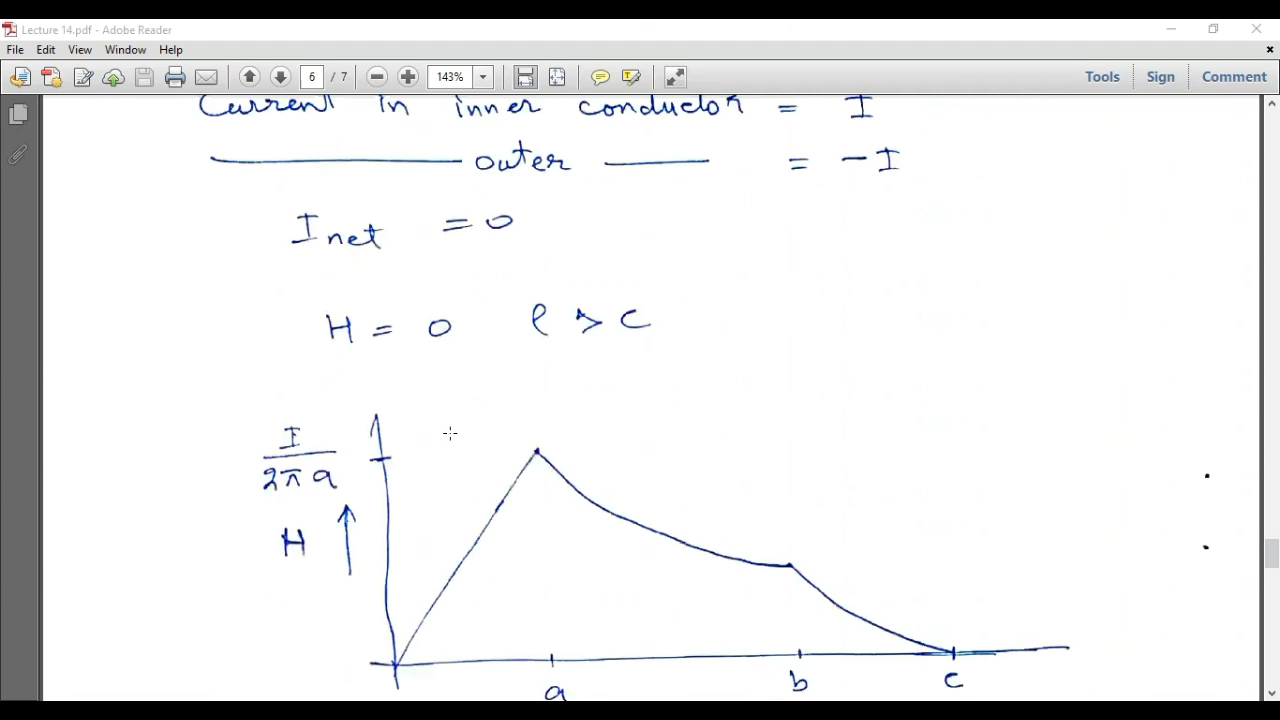 Lecture 14.pdf - Adobe Reader
File Edit View Window Help
6 / 7 143% Tools Sign Comment
Current in inner conductor = I
outer = -I
I net = 0
H = 0 ρ > c
I
2πa
H
a b c